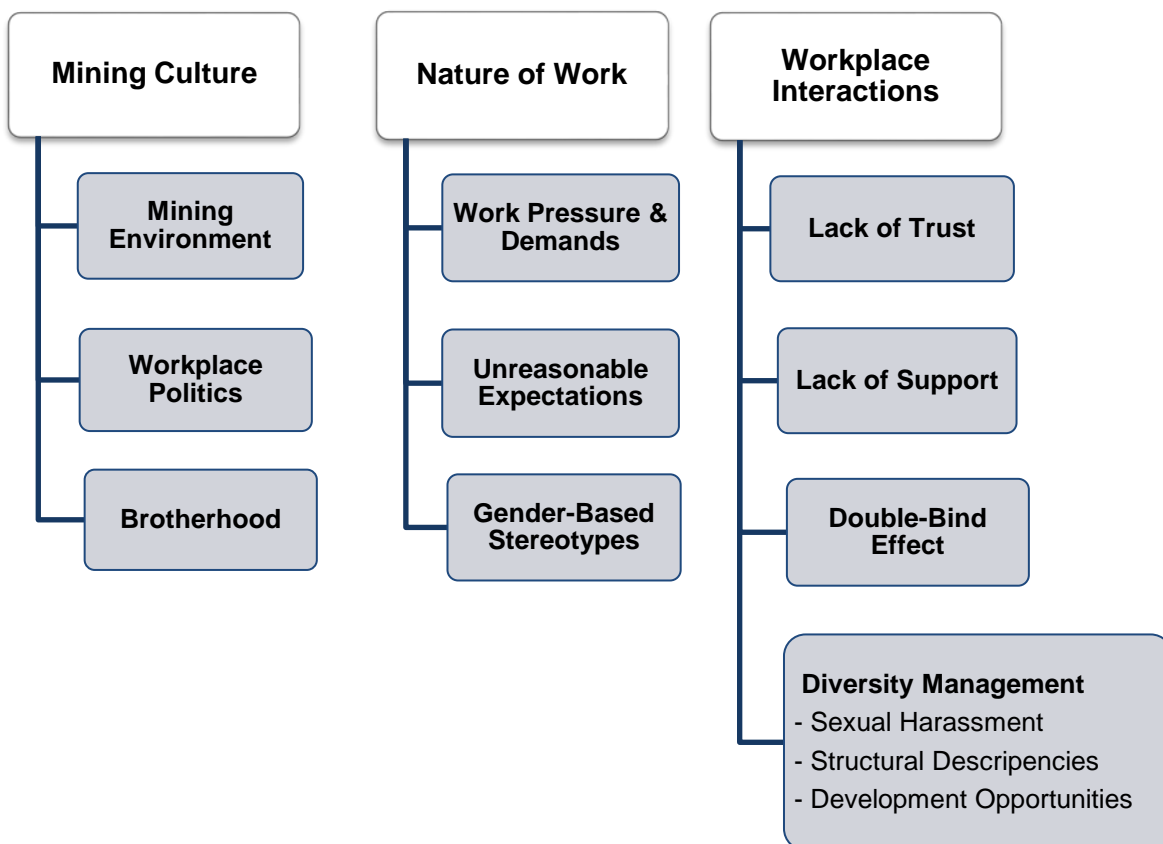 Mining Culture
Mining
Environment
Workplace
Politics
Brotherhood
Nature of Work
Work Pressure &
Demands
Unreasonable
Expectations
Gender-Based
Stereotypes
Workplace
Interactions
Lack of Trust
Lack of Support
Double-Bind
Effect
Diversity Management
- Sexual Harassment
- Structural Descripencies
- Development Opportunities